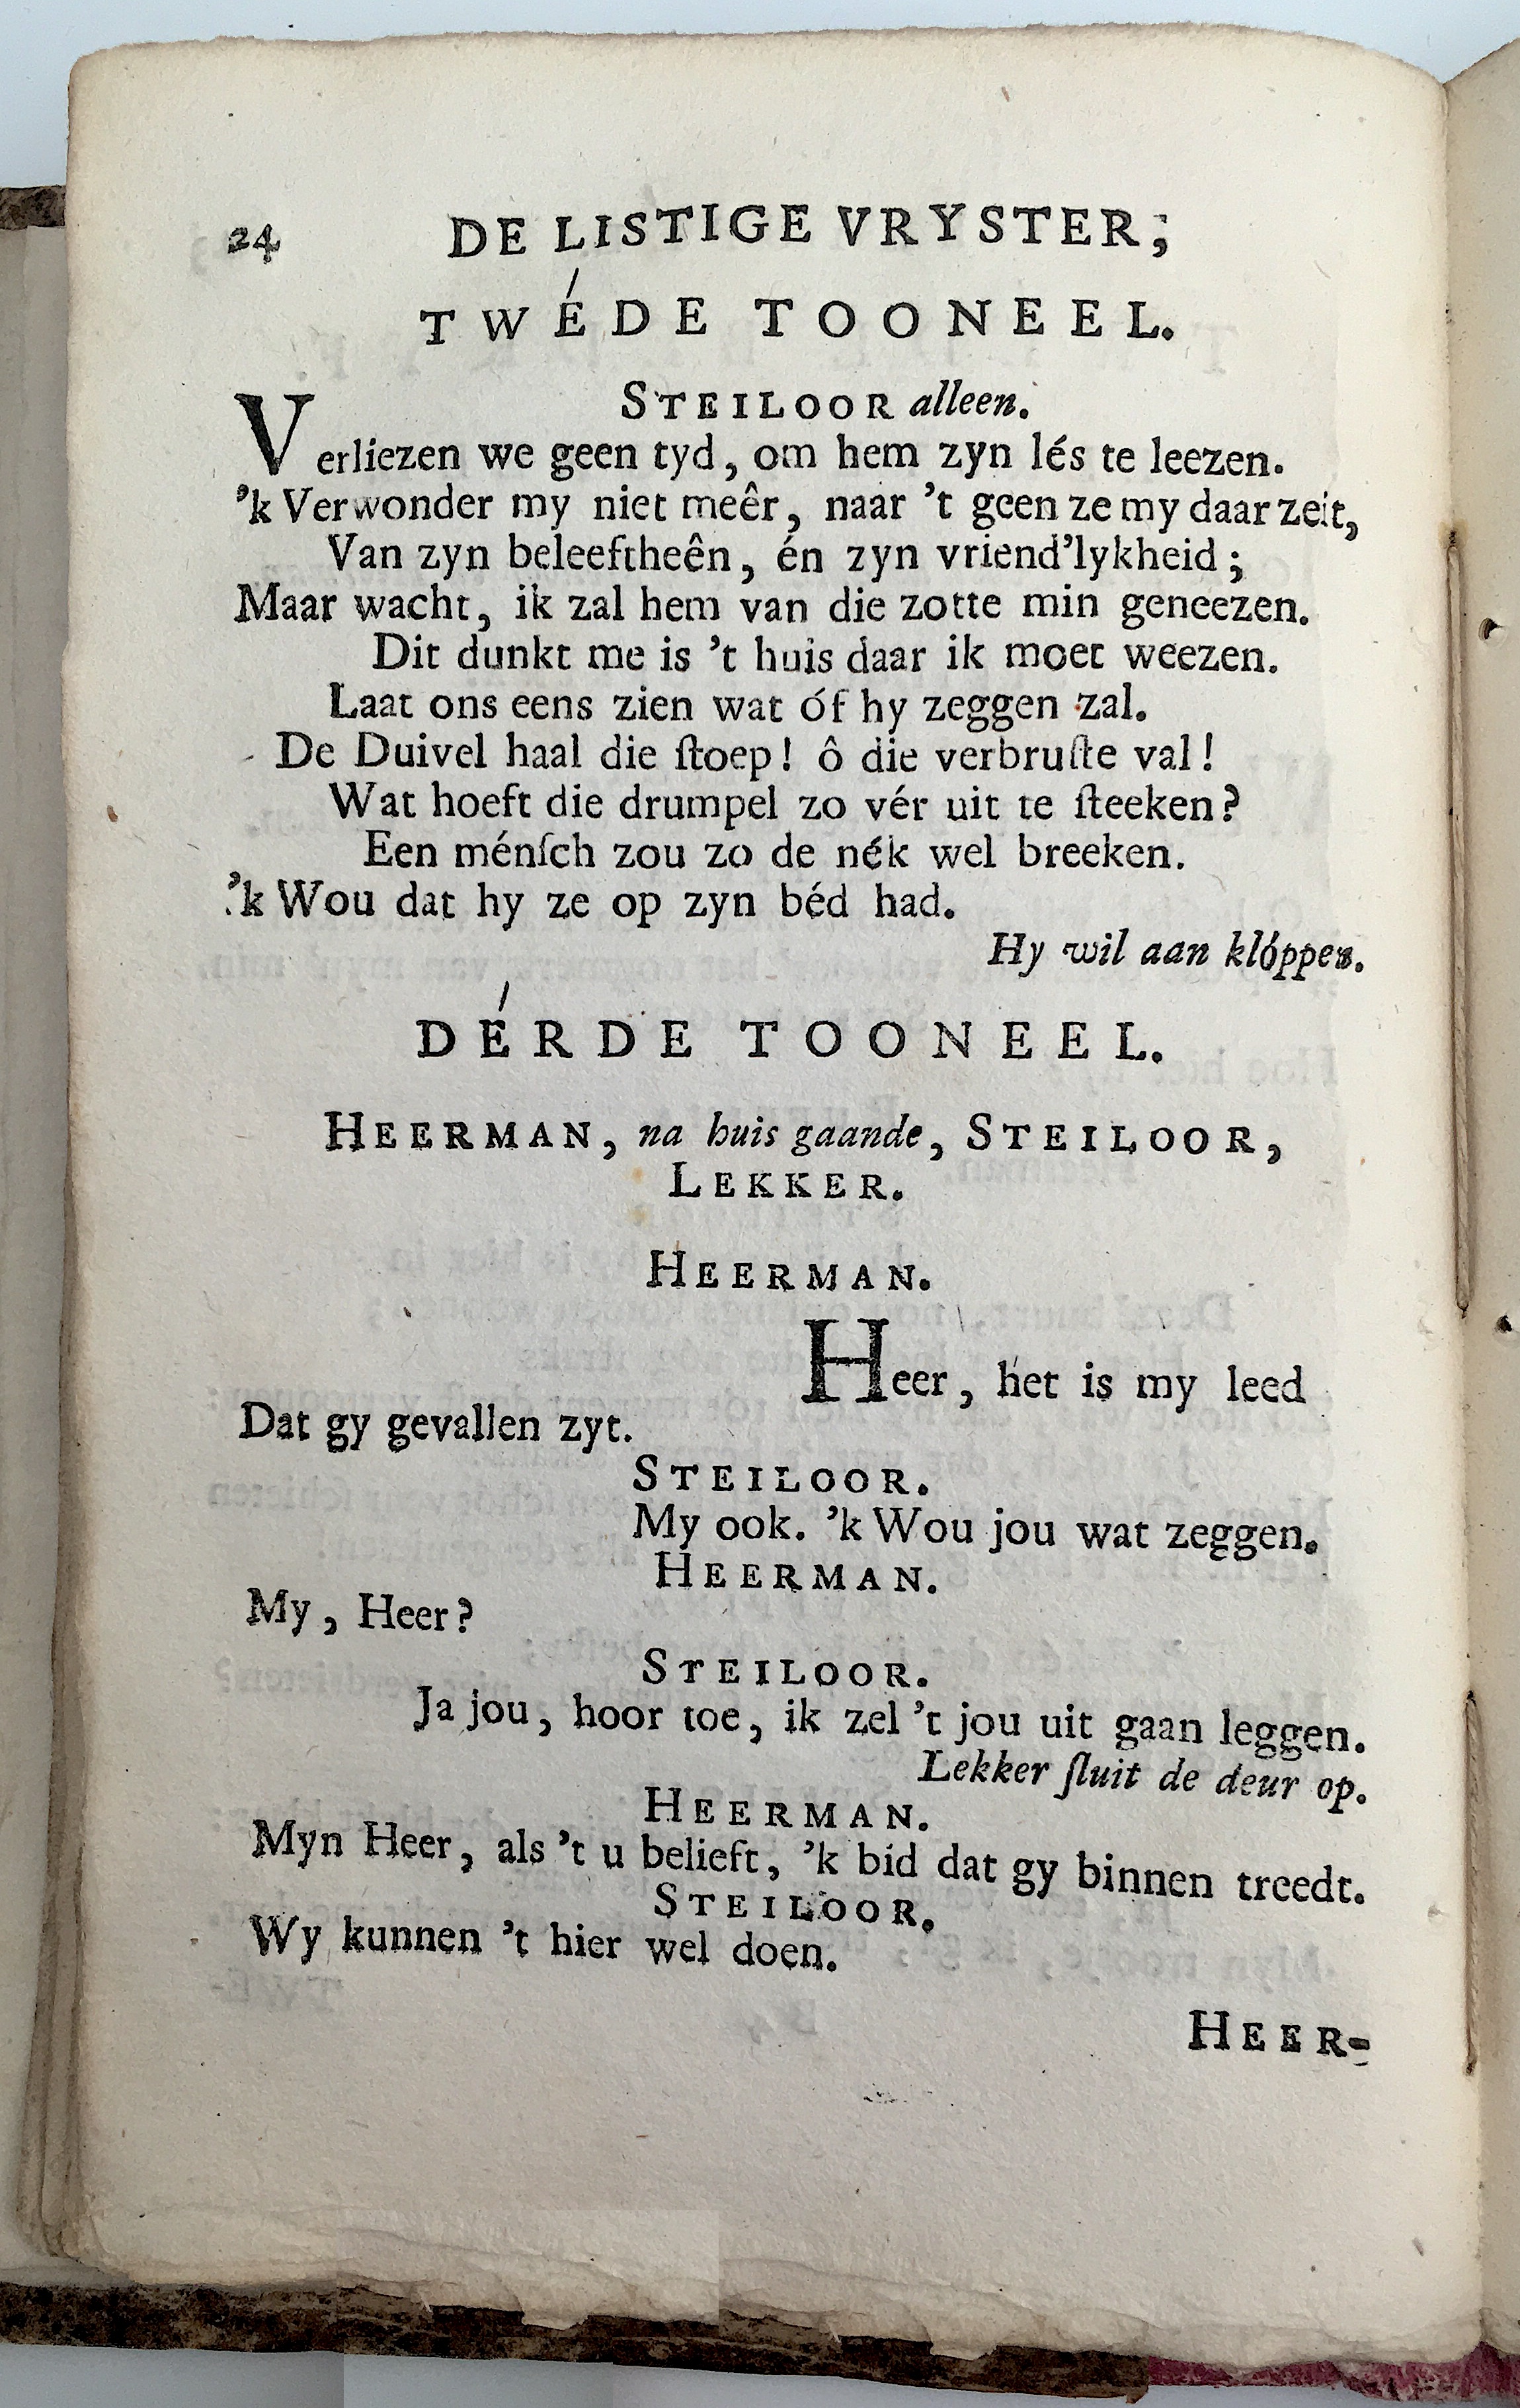 24 DE LISTIGE VRYSTER;
TWÉDE TOONEEL.
STEILOOR alleen.
Verliezen we geen tyd, om hem zyn lés te leezen.
'k Verwonder my niet meêr, naar 't geen ze my daar zeit,
Van zyn beleeftheên, én zyn vriend'lykheid;
Maar wacht, ik zal hem van die zotte min geneezen.
Dit dunkt me is 't huis daar ik moet weezen.
Laat ons eens zien wat óf hy zeggen zal.
De Duivel haal die ſtoep! ô die verbruſte val!
Wat hoeft die drumpel zo vér uit te ſteeken?
Een ménſch zou zo de nék wel breeken.
'k Wou dat hy ze op zyn béd had.
Hy wil aan klóppen.
DÉRDE TOONEEL.
HEERMAN, na huis gaande, STEILOOR,
LEKKER.
HEERMAN.
Heer, het is my leed
Dat gy gevallen zyt.
STEILOOR.
My ook. 'k Wou jou wat zeggen.
HEERMAN.
My, Heer?
STEILOOR.
Ja jou, hoor toe, ik zel 't jou uit gaan leggen.
Lekker ſluit de deur op.
HEERMAN.
Myn Heer, als 't u belieft, 'k bid dat gy binnen treedt.
STEILOOR.
Wy kunnen 't hier wel doen.
HEER-